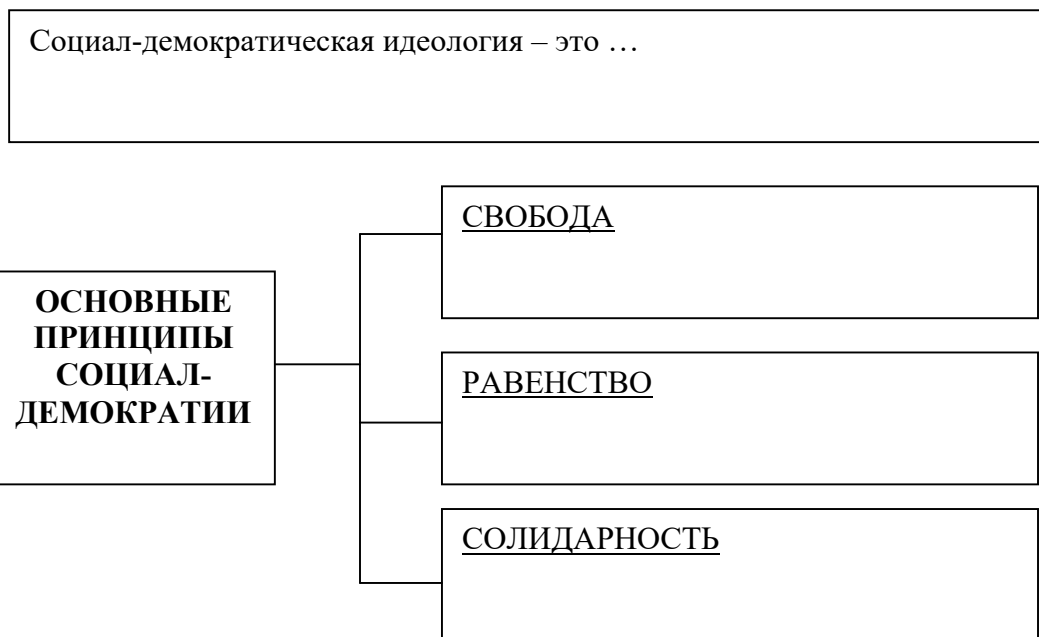 Социал-демократическая идеология – это …
СВОБОДА
ОСНОВНЫЕ
ПРИНЦИПЫ
СОЦИАЛ-
ДЕМОКРАТИИ
РАВЕНСТВО
СОЛИДАРНОСТЬ